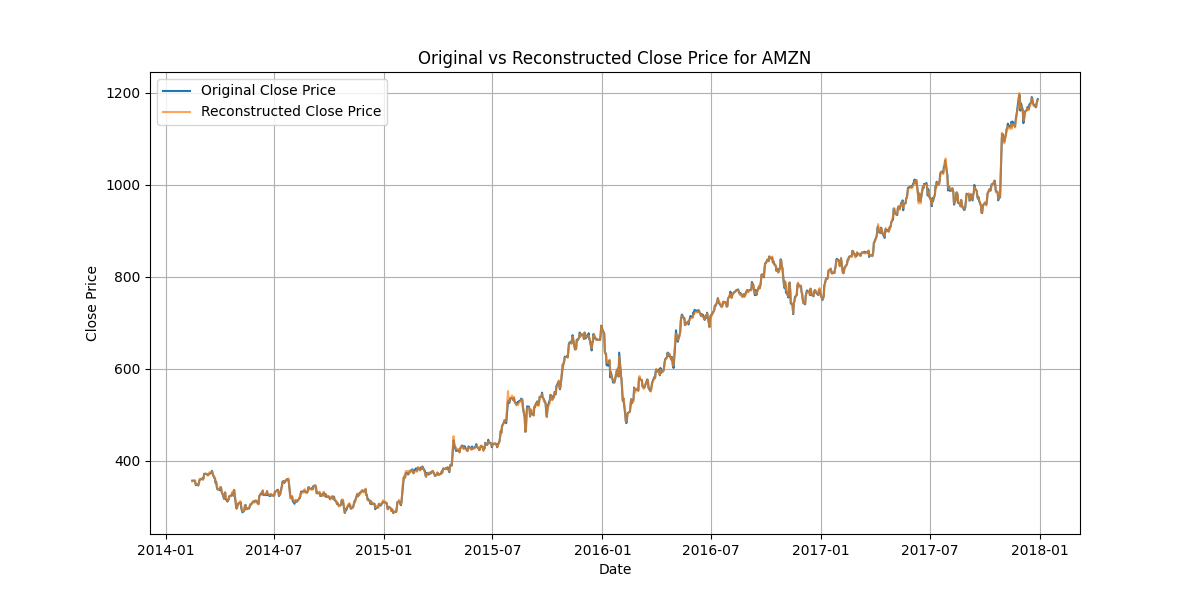 Original vs Reconstructed Close Price for AMZN
Original Close Price
Reconstructed Close Price
1200
1000
800
600
400
Close Price
2014-01 2014-07 2015-01 2015-07 2016-01 2016-07 2017-01 2017-07 2018-01
Date